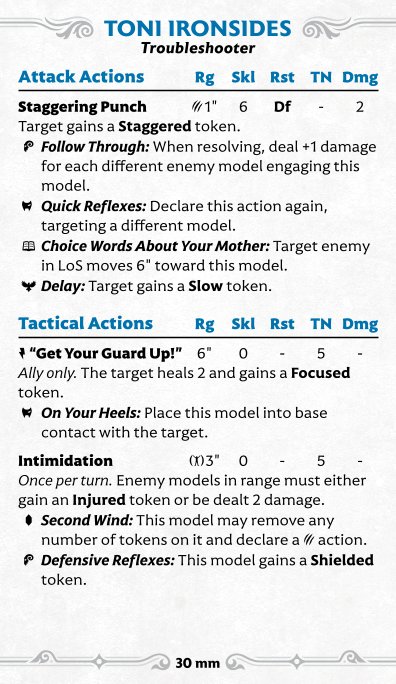 TONI IRONSIDES
Troubleshooter
Attack Actions Rg Skl Rst TN Dmg
Staggering Punch 1" 6 Df - 2
Target gains a Staggered token.
Follow Through: When resolving, deal +1 damage
for each different enemy model engaging this
model.
Quick Reflexes: Declare this action again,
targeting a different model.
Choice Words About Your Mother: Target enemy
in LoS moves 6" toward this model.
Delay: Target gains a Slow token.
Tactical Actions Rg Skl Rst TN Dmg
“Get Your Guard Up!” 6" 0 - 5 -
Ally only. The target heals 2 and gains a Focused
token.
On Your Heels: Place this model into base
contact with the target.
Intimidation 3" 0 - 5 -
Once per turn. Enemy models in range must either
gain an Injured token or be dealt 2 damage.
Second Wind: This model may remove any
number of tokens on it and declare a action.
Defensive Reflexes: This model gains a Shielded
token.
30 mm